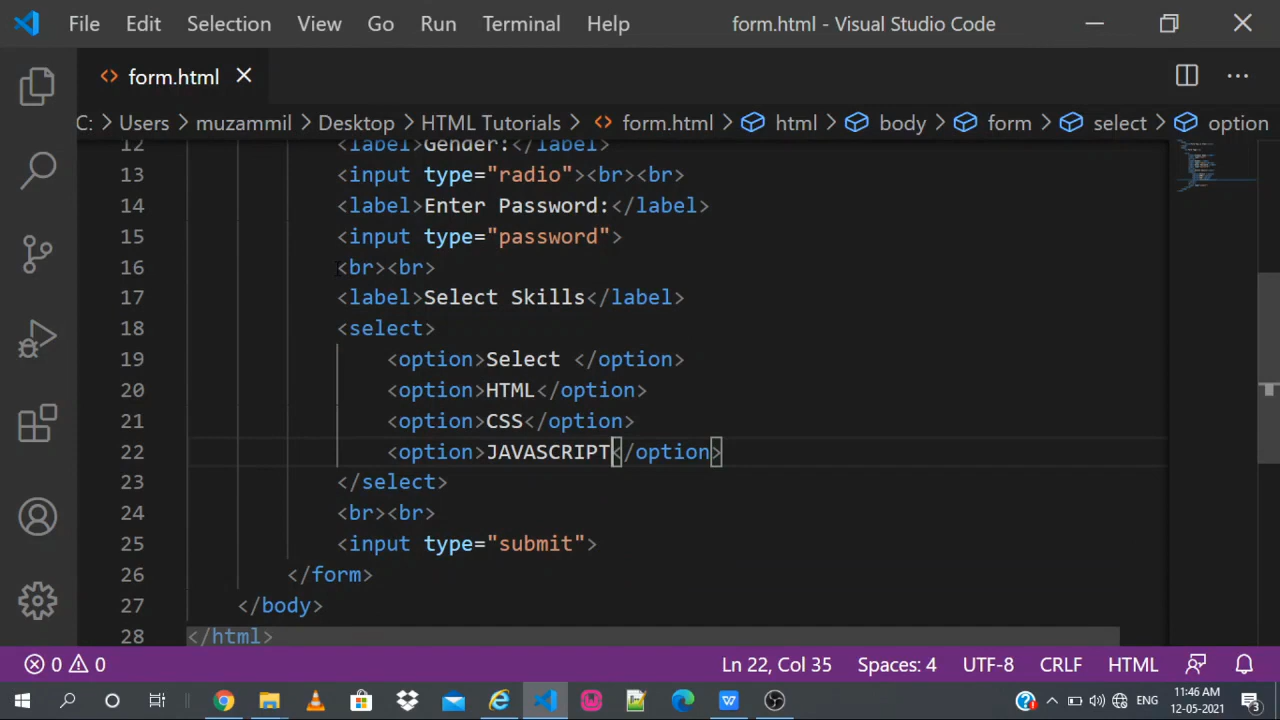 File Edit Selection View Go Run Terminal Help form.html - Visual Studio Code
form.html
C: > Users > muzammil > Desktop > HTML Tutorials > form.html > html > body > form > select > option
12 <label>Gender:</label>
13 <input type="radio"><br><br>
14 <label>Enter Password:</label>
15 <input type="password">
16 <br><br>
17 <label>Select Skills</label>
18 <select>
19 <option>Select </option>
20 <option>HTML</option>
21 <option>CSS</option>
22 <option>JAVASCRIPT</option>
23 </select>
24 <br><br>
25 <input type="submit">
26 </form>
27 </body>
28 </html>
0 0 Ln 22, Col 35 Spaces: 4 UTF-8 CRLF HTML
ENG 11:46 AM
12-05-2021 3